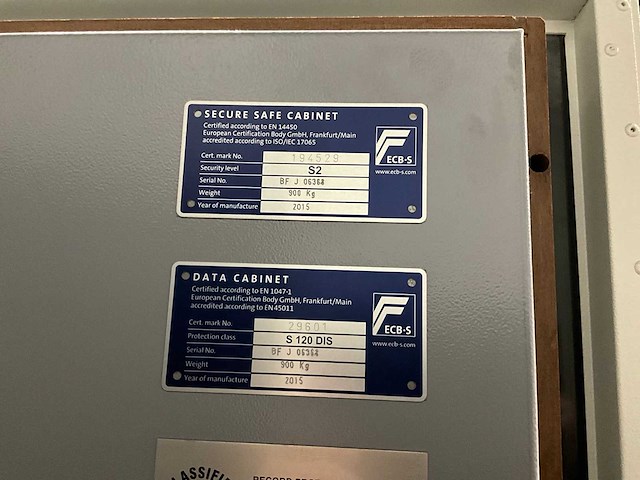 SECURE SAFE CABINET
Certified according to EN 14450
European Certification Body GmbH, Frankfurt/Main
accredited according to ISO/IEC 17065
Cert. mark No. 194529
Security level S2
Serial No. BF J 06364
Weight 900 Kg
Year of manufacture 2015
ECB·S
www.ecb-s.com
DATA CABINET
Certified according to EN 1047-1
European Certification Body GmbH, Frankfurt/Main
accredited according to EN 45011
Cert. mark No. 29601
Protection class S 120 DIS
Serial No. BF J 06364
Weight 900 Kg
Year of manufacture 2015
ECB·S
www.ecb-s.com